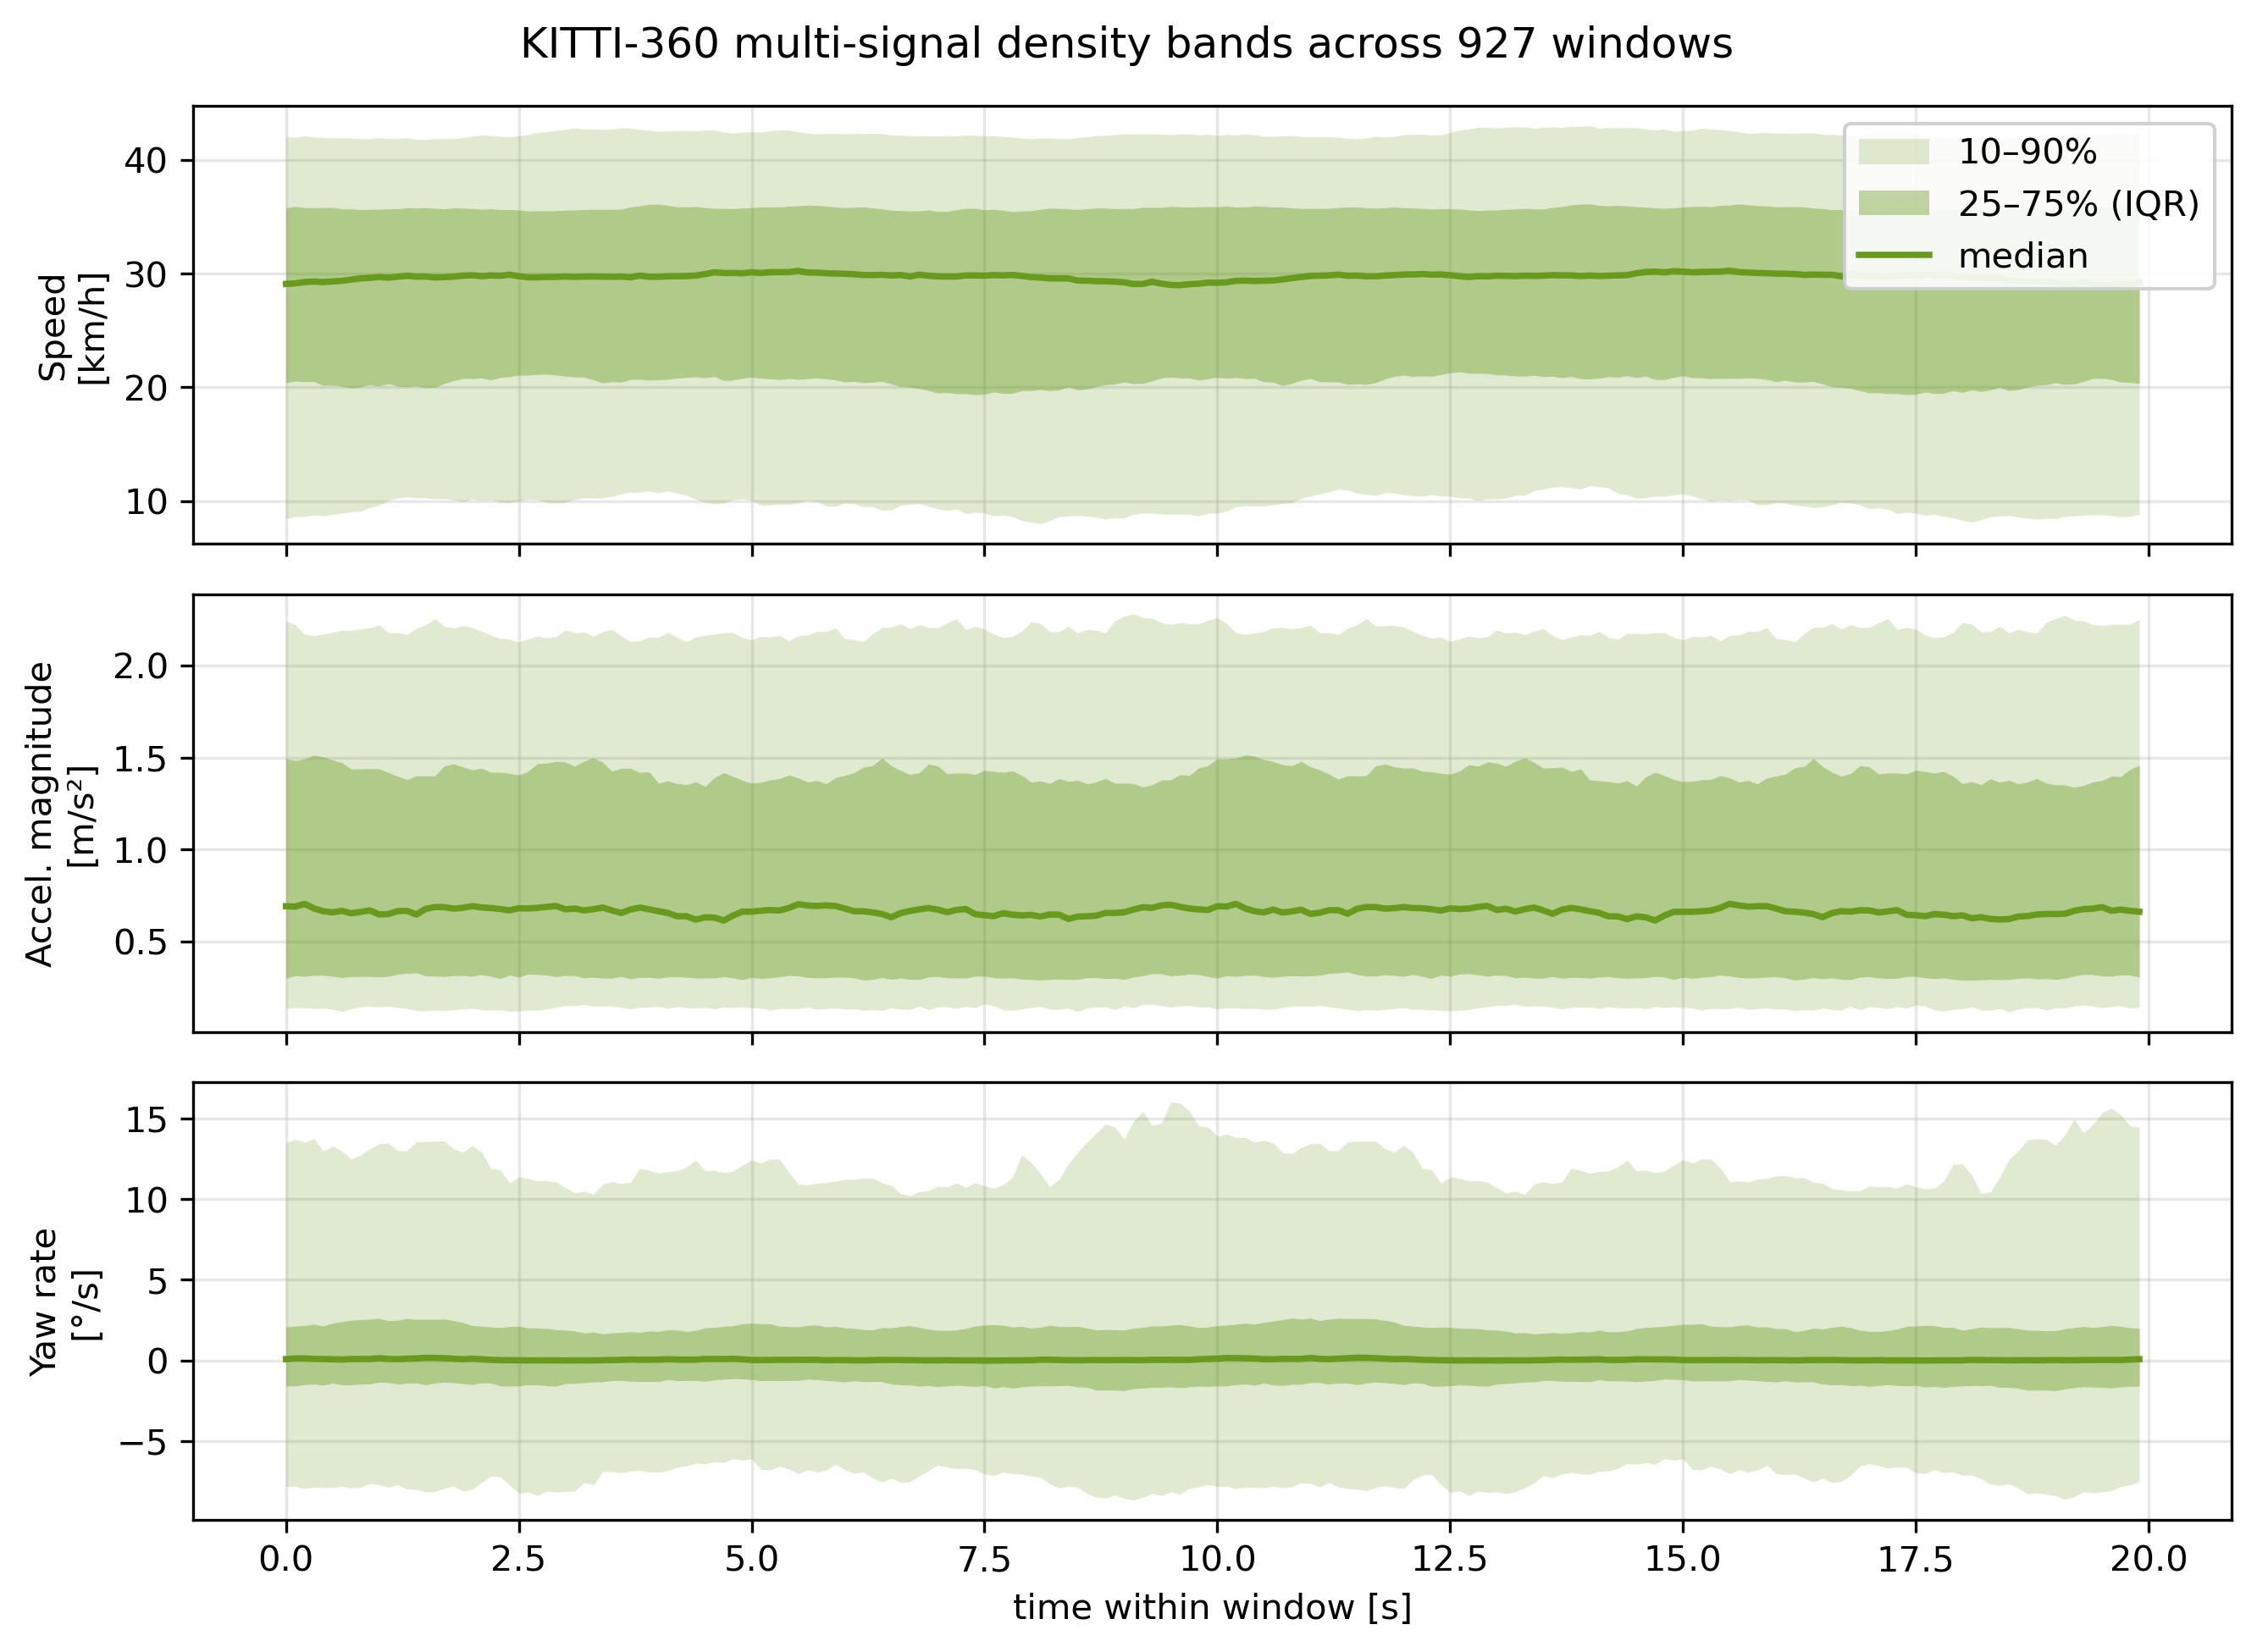 KITTI-360 multi-signal density bands across 927 windows
Speed
[km/h]
40
30
20
10
10–90%
25–75% (IQR)
median
Accel. magnitude
[m/s²]
2.0
1.5
1.0
0.5
Yaw rate
[°/s]
15
10
5
0
−5
0.0 2.5 5.0 7.5 10.0 12.5 15.0 17.5 20.0
time within window [s]